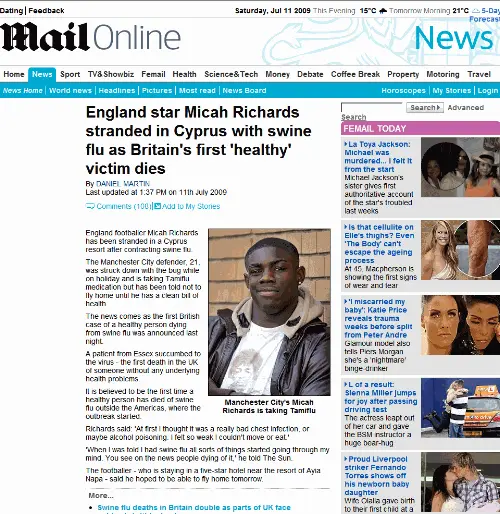 Dating | Feedback
Saturday, Jul 11 2009 This Evening 15°C Tomorrow Morning 21°C 5-Day
Forecast
Mail Online
News
Home News Sport TV&Showbiz Femail Health Science&Tech Money Debate Coffee Break Property Motoring Travel
News Home | World news | Headlines | Pictures | Most read | News Board
Horoscopes | My Stories | Login
England star Micah Richards
stranded in Cyprus with swine
flu as Britain's first 'healthy'
victim dies
By DANIEL MARTIN
Last updated at 1:37 PM on 11th July 2009
Comments (108) Add to My Stories
England footballer Micah Richards
has been stranded in a Cyprus
resort after contracting swine flu.
The Manchester City defender, 21,
was struck down with the bug while
on holiday and is taking Tamiflu
medication but has been told not to
fly home until he has a clean bill of
health.
The news comes as the first British
case of a healthy person dying
from swine flu was announced last
night.
A patient from Essex succumbed to
the virus - the first death in the UK
of someone without any underlying
health problems.
It is believed to be the first time a
healthy person has died of swine
flu outside the Americas, where the
outbreak started.
Manchester City's Micah
Richards is taking Tamiflu
Richards said: 'At first I thought it was a really bad chest infection, or
maybe alcohol poisoning. I felt so weak I couldn't move or eat.'
'When I was told I had swine flu all sorts of things started going through my
mind. You see on the news people dying of it,' he told The Sun.
The footballer - who is staying in a five-star hotel near the resort of Ayia
Napa - said he hoped to be able to fly home tomorrow.
More...
Swine flu deaths in Britain double as parts of UK face
Search Advanced
Search
FEMAIL TODAY
La Toya Jackson:
Michael was
murdered... I felt it
from the start
Michael Jackson's
sister gives first
authoritative account
of the star's troubled
last weeks
Is that cellulite on
Elle's thighs? Even
'The Body' can't
escape the ageing
process
At 45, Macpherson is
showing the first signs
of wear and tear
'I miscarried my
baby': Katie Price
reveals trauma
weeks before split
from Peter Andre
Glamour model also
tells Piers Morgan
she's a 'nightmare'
binge-drinker
L of a result:
Sienna Miller jumps
for joy after passing
driving test
The actress leapt out
of her car and gave
the BSM instructor a
huge bear-hug
Proud Liverpool
striker Fernando
Torres shows off
his newborn baby
daughter
Wife Olalla gave birth
to their first child at a